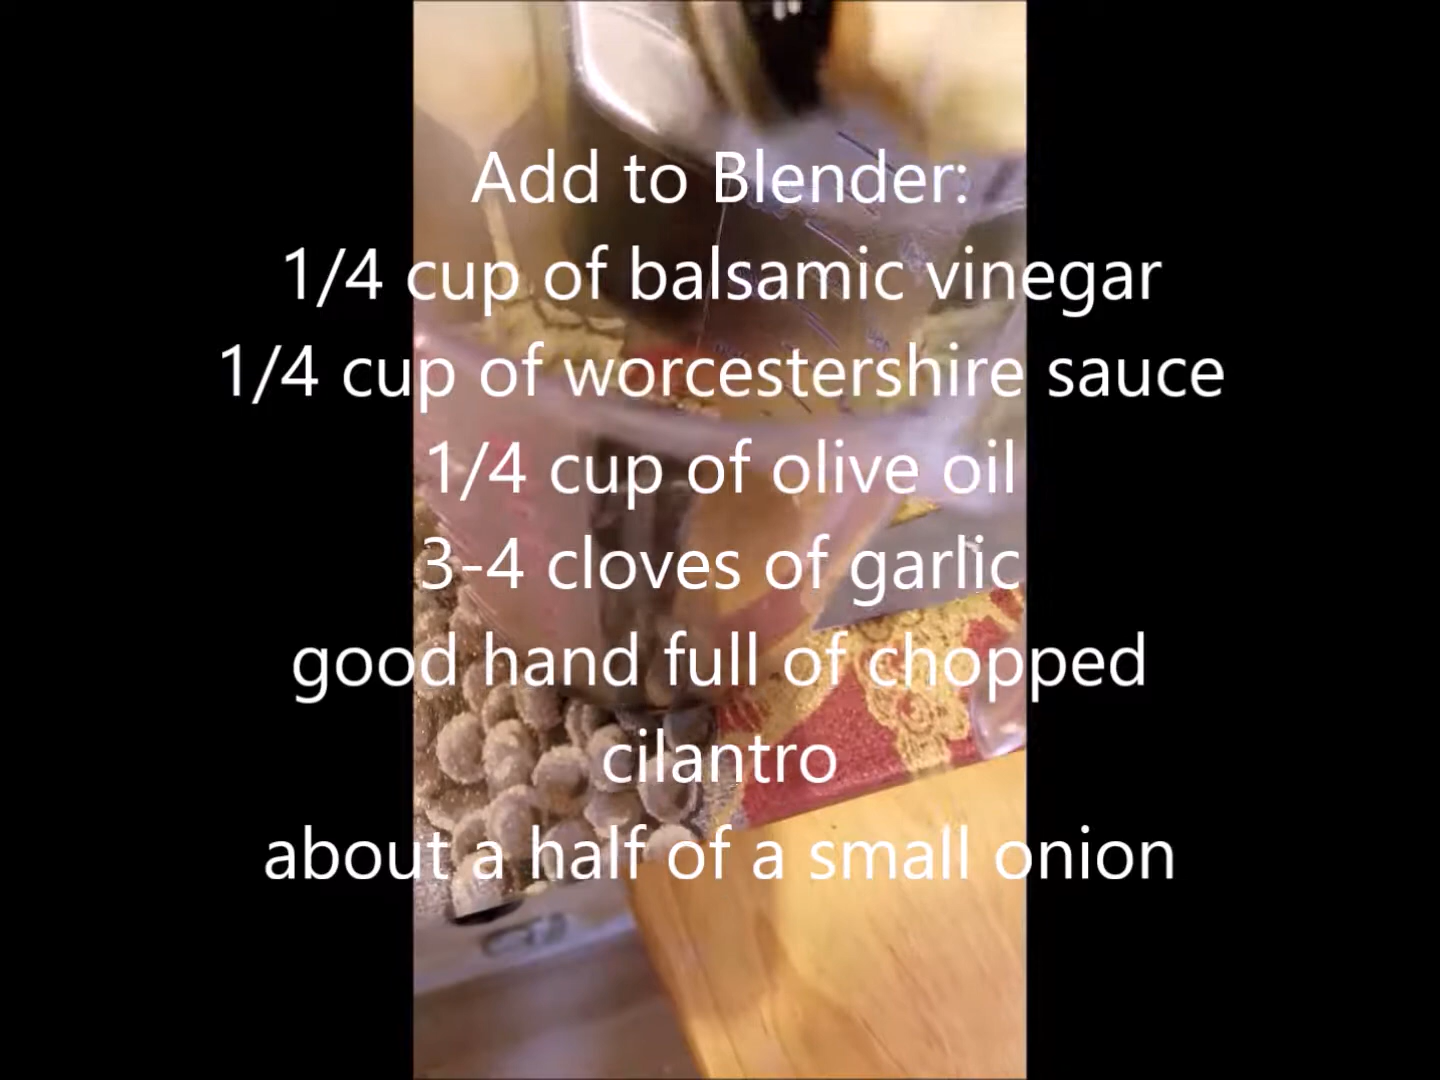 Add to Blender:
1/4 cup of balsamic vinegar
1/4 cup of worcestershire sauce
1/4 cup of olive oil
3-4 cloves of garlic
good hand full of chopped
cilantro
about a half of a small onion